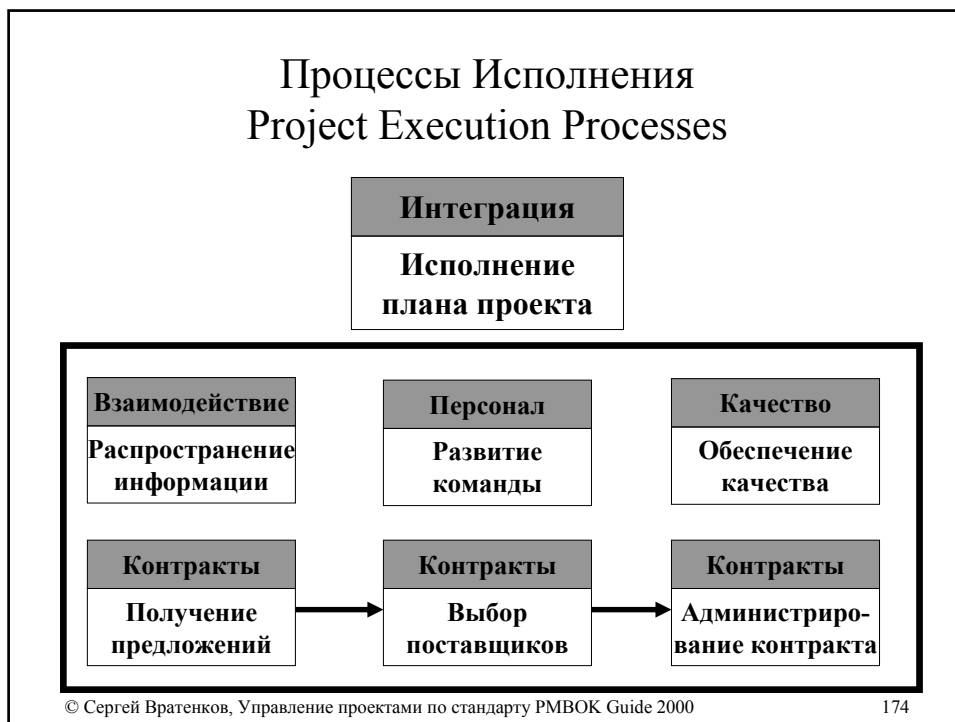 Процессы Исполнения
Project Execution Processes
Интеграция
Исполнение
плана проекта
Взаимодействие
Распространение
информации
Персонал
Развитие
команды
Качество
Обеспечение
качества
Контракты
Получение
предложений
Контракты
Выбор
поставщиков
Контракты
Администриро-
вание контракта
© Сергей Вратенков, Управление проектами по стандарту PMBOK Guide 2000 174